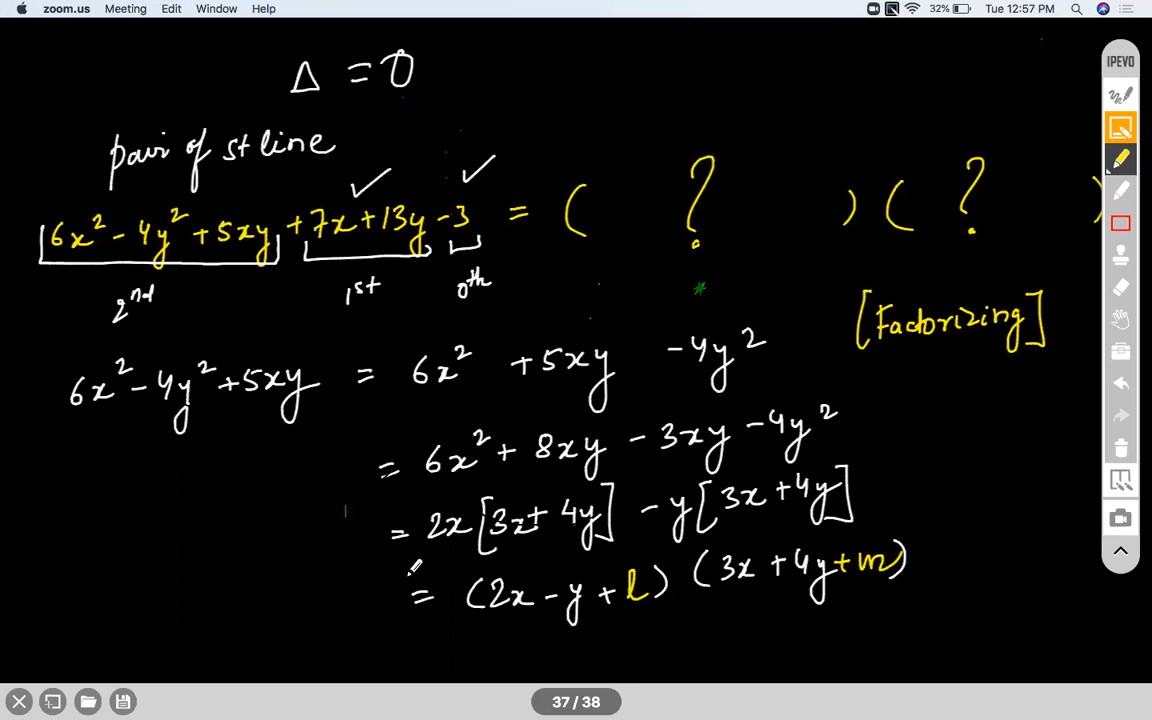 zoom.us Meeting Edit Window Help 32% Tue 12:57 PM
IPEVO
Δ = 0
pair of st line
6x² - 4y² + 5xy + 7x + 13y - 3 = ( ? ) ( ? )
2nd 1st 0th
[Factorizing]
6x² - 4y² + 5xy = 6x² + 5xy - 4y²
= 6x² + 8xy - 3xy - 4y²
= 2x[3x + 4y] - y[3x + 4y]
= (2x - y + l) (3x + 4y + m)
37 / 38